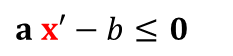 a x′ − b ≤ 0